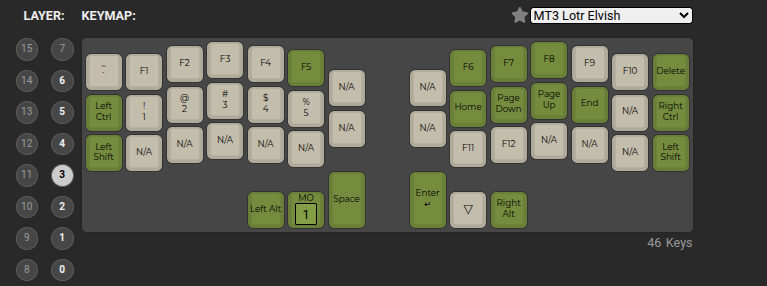 LAYER: KEYMAP: MT3 Lotr Elvish
15 7
14 6
13 5
12 4
11 3
10 2
9 1
8 0
~ ` F1 F2 F3 F4 F5 N/A N/A F6 F7 F8 F9 F10 Delete
Left Ctrl ! 1 @ 2 # 3 $ 4 % 5 N/A N/A Home Page Down Page Up End N/A Right Ctrl
Left Shift N/A N/A N/A N/A N/A F11 F12 N/A N/A N/A Left Shift
Left Alt MO 1 Space Enter ↵ ▽ Right Alt
46 Keys